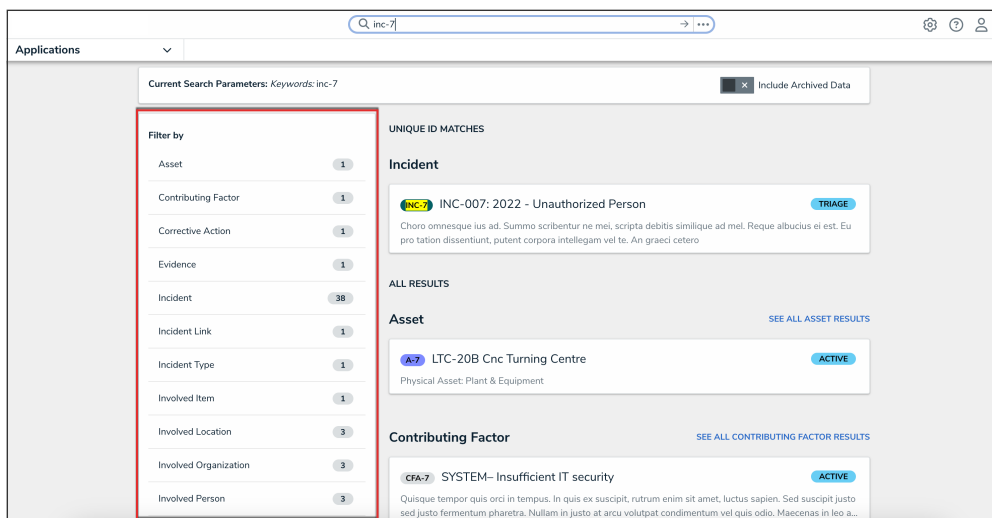 inc-7
Applications
Current Search Parameters: Keywords: inc-7
Include Archived Data
Filter by
Asset 1
Contributing Factor 1
Corrective Action 1
Evidence 1
Incident 38
Incident Link 1
Incident Type 1
Involved Item 1
Involved Location 3
Involved Organization 3
Involved Person 3
UNIQUE ID MATCHES
Incident
INC-7 INC-007: 2022 - Unauthorized Person TRIAGE
Choro omnesque ius ad. Summo scribentur ne mei, scripta debitis similique ad mel. Reque albucius ei est. Eu
pro tation dissentiunt, putent corpora intellegam vel te. An graeci cetero
ALL RESULTS
Asset SEE ALL ASSET RESULTS
A-7 LTC-20B Cnc Turning Centre ACTIVE
Physical Asset: Plant & Equipment
Contributing Factor SEE ALL CONTRIBUTING FACTOR RESULTS
CFA-7 SYSTEM– Insufficient IT security ACTIVE
Quisque tempor quis orci in tempus. In quis ex suscipit, rutrum enim sit amet, luctus sapien. Sed suscipit justo
sed justo fermentum pharetra. Nullam in justo at arcu volutpat condimentum vel quis odio. Maecenas in leo a...